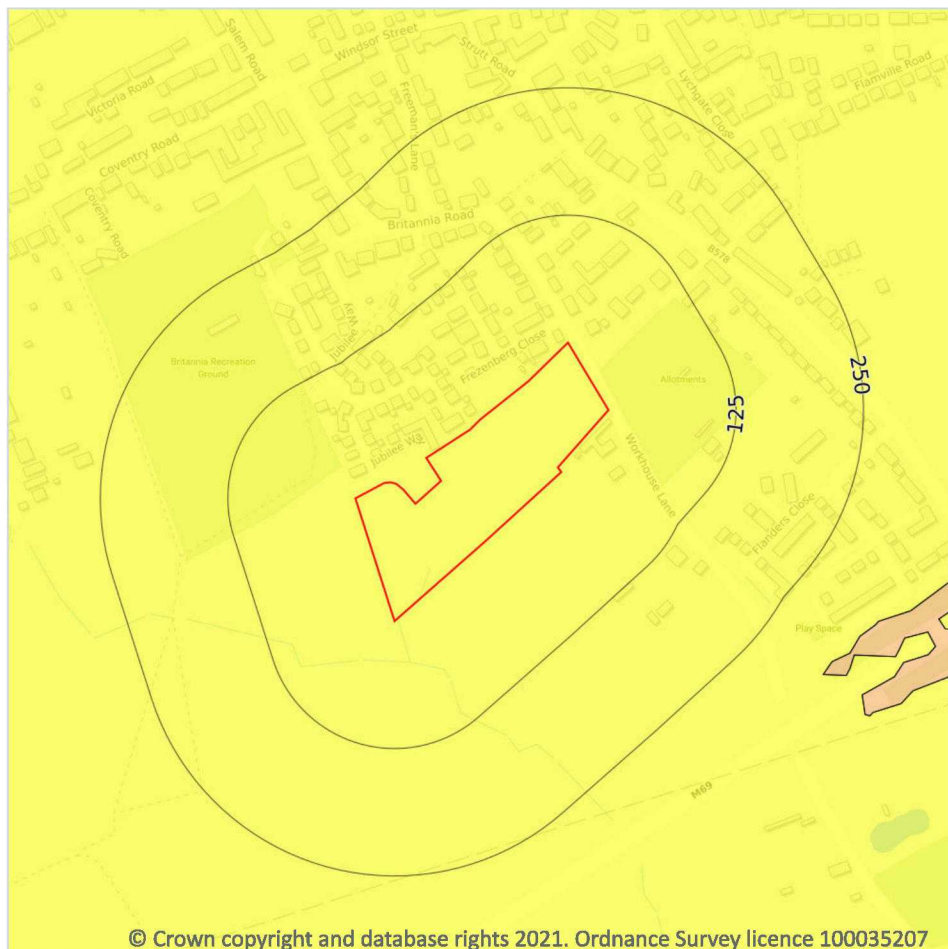 Salem Road
Windsor Street
Strutt Road
Victoria Road
Freeman's Lane
Lychgate Close
Flamville Road
Coventry Road
Coventry Road
Britannia Road
B578
Jubilee Way
Britannia Recreation
Ground
Frezenberg Close
Allotments
250
125
Jubilee Wa
Workhouse Lane
Flanders Close
Play Space
M69
© Crown copyright and database rights 2021. Ordnance Survey licence 100035207